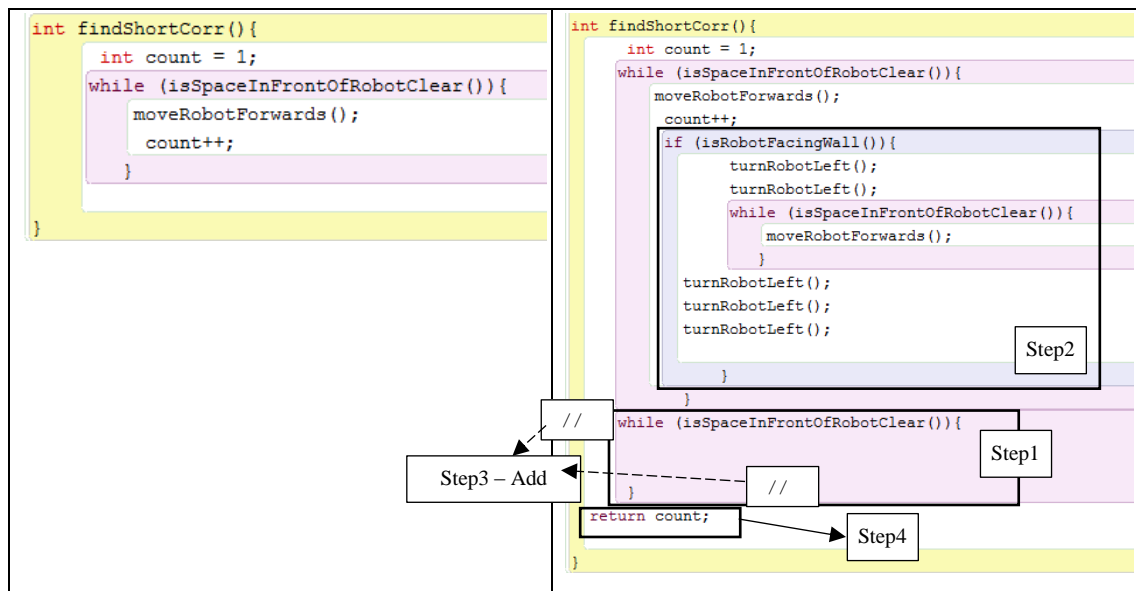 int findShortCorr(){
int count = 1;
while (isSpaceInFrontOfRobotClear()){
moveRobotForwards();
count++;
}
}
int findShortCorr(){
int count = 1;
while (isSpaceInFrontOfRobotClear()){
moveRobotForwards();
count++;
if (isRobotFacingWall()){
turnRobotLeft();
turnRobotLeft();
while (isSpaceInFrontOfRobotClear()){
moveRobotForwards();
}
turnRobotLeft();
turnRobotLeft();
turnRobotLeft();
Step2
}
}
//
while (isSpaceInFrontOfRobotClear()){
Step1
Step3 – Add
//
}
return count;
Step4
}